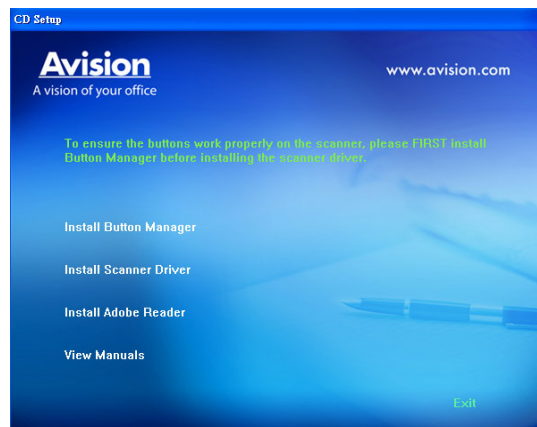 CD Setup
Avision
www.avision.com
A vision of your office
To ensure the buttons work properly on the scanner, please FIRST install
Button Manager before installing the scanner driver.
Install Button Manager
Install Scanner Driver
Install Adobe Reader
View Manuals
Exit